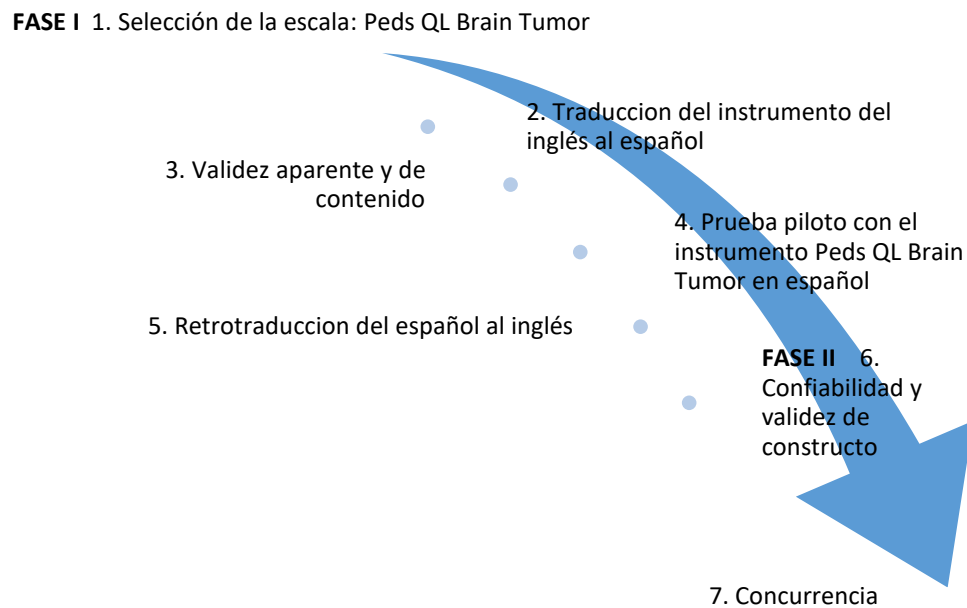 FASE I 1. Selección de la escala: Peds QL Brain Tumor
2. Traduccion del instrumento del
inglés al español
3. Validez aparente y de
contenido
4. Prueba piloto con el
instrumento Peds QL Brain
Tumor en español
5. Retrotraduccion del español al inglés
FASE II 6.
Confiabilidad y
validez de
constructo
7. Concurrencia